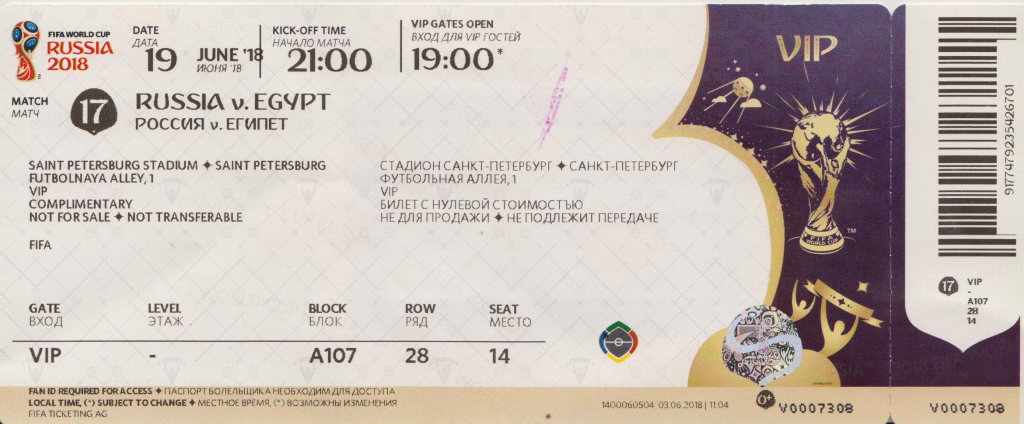 FIFA WORLD CUP
RUSSIA
2018
DATE
ДАТА
19 JUNE '18
ИЮНЯ '18
KICK-OFF TIME
НАЧАЛО МАТЧА
21:00
VIP GATES OPEN
ВХОД ДЛЯ VIP ГОСТЕЙ
19:00*
VIP
MATCH
МАТЧ
17
RUSSIA v. EGYPT
РОССИЯ v. ЕГИПЕТ
SAINT PETERSBURG STADIUM ✦ SAINT PETERSBURG
FUTBOLNAYA ALLEY, 1
VIP
COMPLIMENTARY
NOT FOR SALE ✦ NOT TRANSFERABLE
FIFA
СТАДИОН САНКТ-ПЕТЕРБУРГ ✦ САНКТ-ПЕТЕРБУРГ
ФУТБОЛЬНАЯ АЛЛЕЯ, 1
VIP
БИЛЕТ С НУЛЕВОЙ СТОИМОСТЬЮ
НЕ ДЛЯ ПРОДАЖИ ✦ НЕ ПОДЛЕЖИТ ПЕРЕДАЧЕ
FIFA
WORLD CUP
TM
GATE LEVEL BLOCK ROW SEAT
ВХОД ЭТАЖ БЛОК РЯД МЕСТО
VIP - A107 28 14
FAN ID REQUIRED FOR ACCESS ✦ ПАСПОРТ БОЛЕЛЬЩИКА НЕОБХОДИМ ДЛЯ ДОСТУПА
LOCAL TIME, (*) SUBJECT TO CHANGE ✦ МЕСТНОЕ ВРЕМЯ, (*) ВОЗМОЖНЫ ИЗМЕНЕНИЯ
FIFA TICKETING AG
1400060504 03.06.2018 | 11:04
0+
V0007308
9177479235426701
17
VIP
-
A107
28
14
V0007308